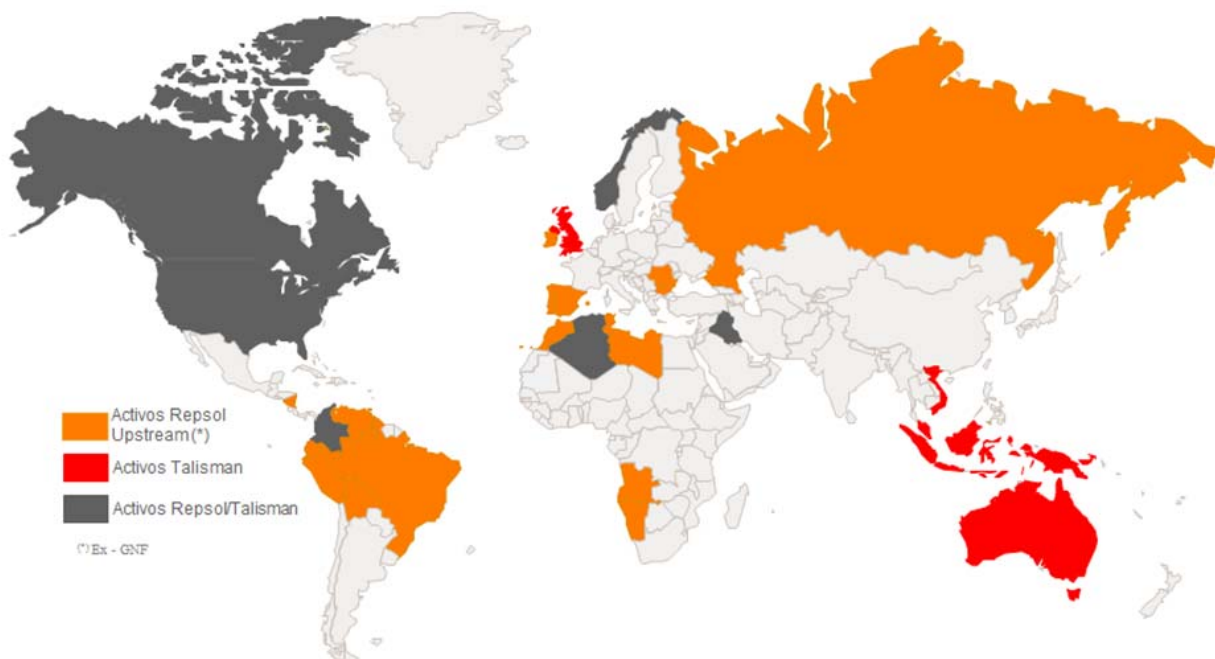 Activos Repsol
Upstream(*)
Activos Talisman
Activos Repsol/Talisman
(*) Ex - GNF